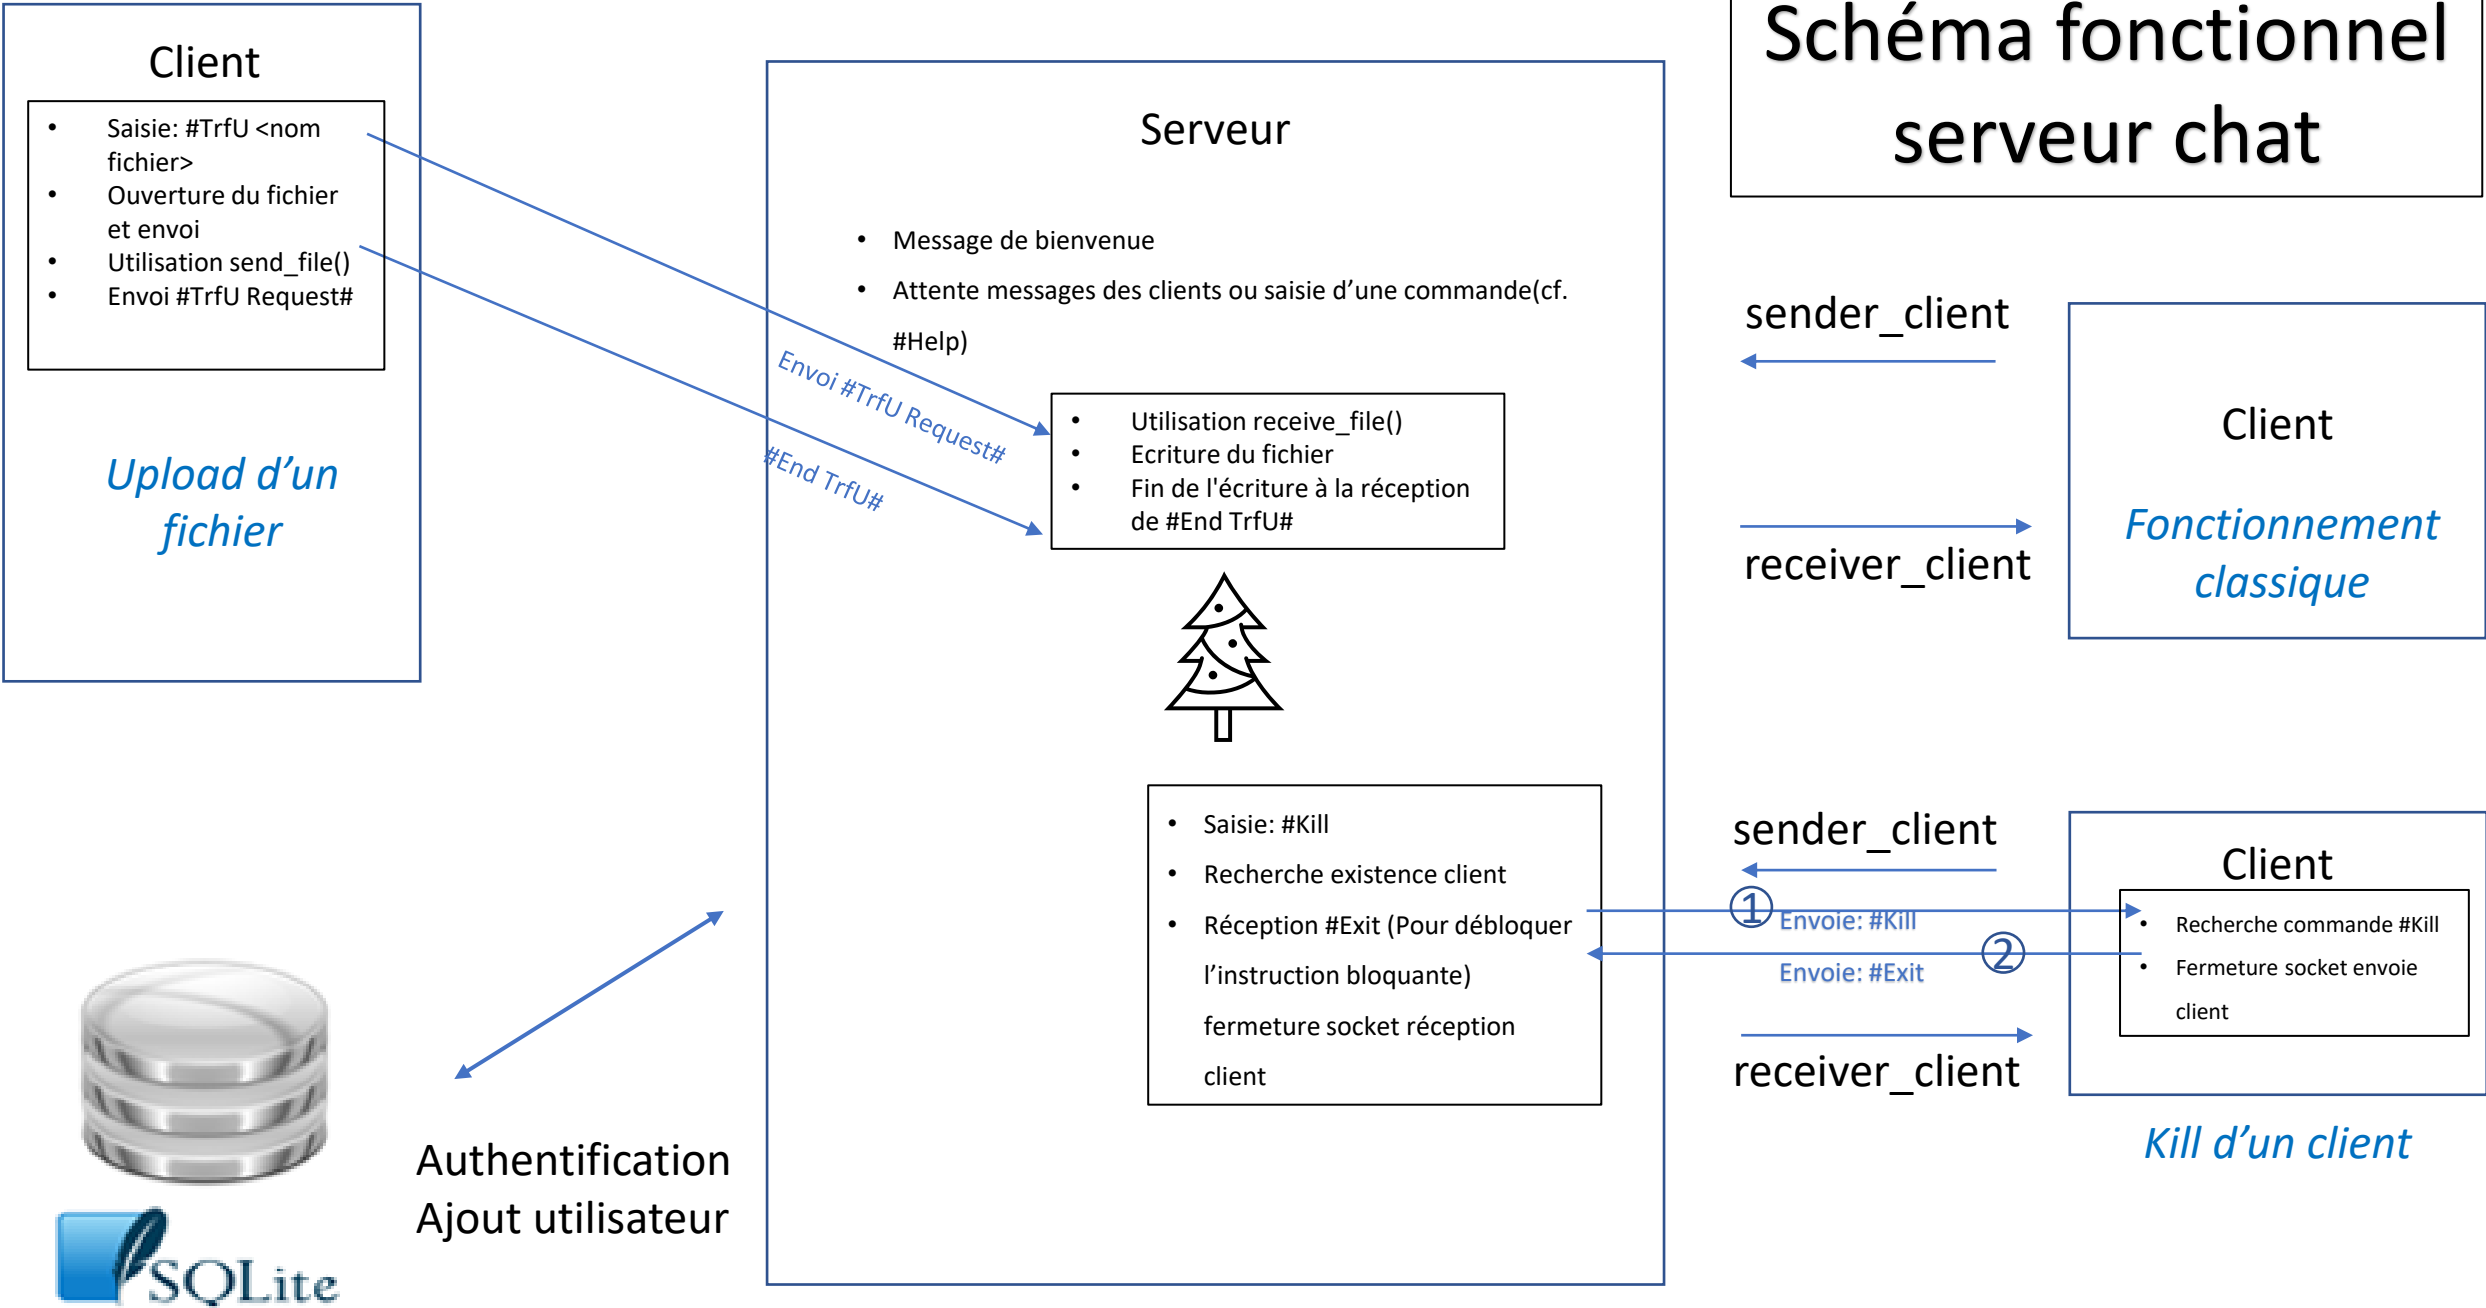 Schéma fonctionnel
serveur chat
Client
• Saisie: #TrfU <nom
fichier>
• Ouverture du fichier
et envoi
• Utilisation send_file()
• Envoi #TrfU Request#
Upload d’un
fichier
Serveur
• Message de bienvenue
• Attente messages des clients ou saisie d’une commande(cf.
#Help)
Envoi #TrfU Request#
#End TrfU#
• Utilisation receive_file()
• Ecriture du fichier
• Fin de l'écriture à la réception
de #End TrfU#
sender_client
receiver_client
Client
Fonctionnement
classique
• Saisie: #Kill
• Recherche existence client
• Réception #Exit (Pour débloquer
l’instruction bloquante)
fermeture socket réception
client
sender_client
1
Envoie: #Kill
2
Envoie: #Exit
receiver_client
Client
• Recherche commande #Kill
• Fermeture socket envoie
client
Kill d’un client
Authentification
Ajout utilisateur
SQLite